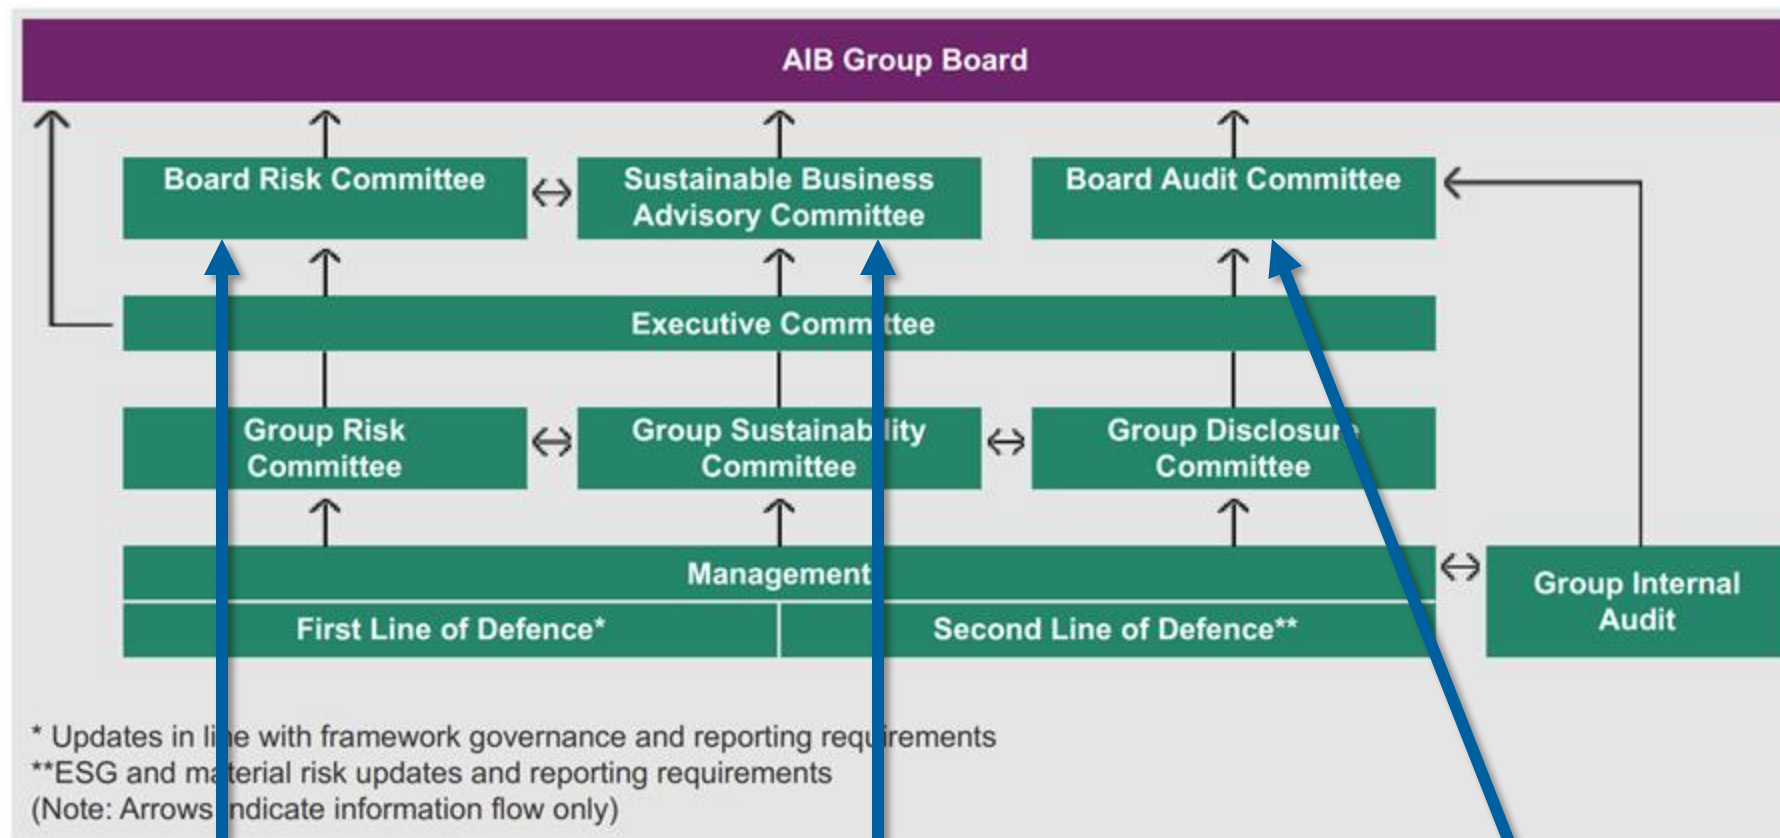 AIB Group Board
Board Risk Committee
Sustainable Business
Advisory Committee
Board Audit Committee
Executive Committee
Group Risk
Committee
Group Sustainability
Committee
Group Disclosure
Committee
Management
First Line of Defence*
Second Line of Defence**
Group Internal
Audit
* Updates in line with framework governance and reporting requirements
**ESG and material risk updates and reporting requirements
(Note: Arrows indicate information flow only)